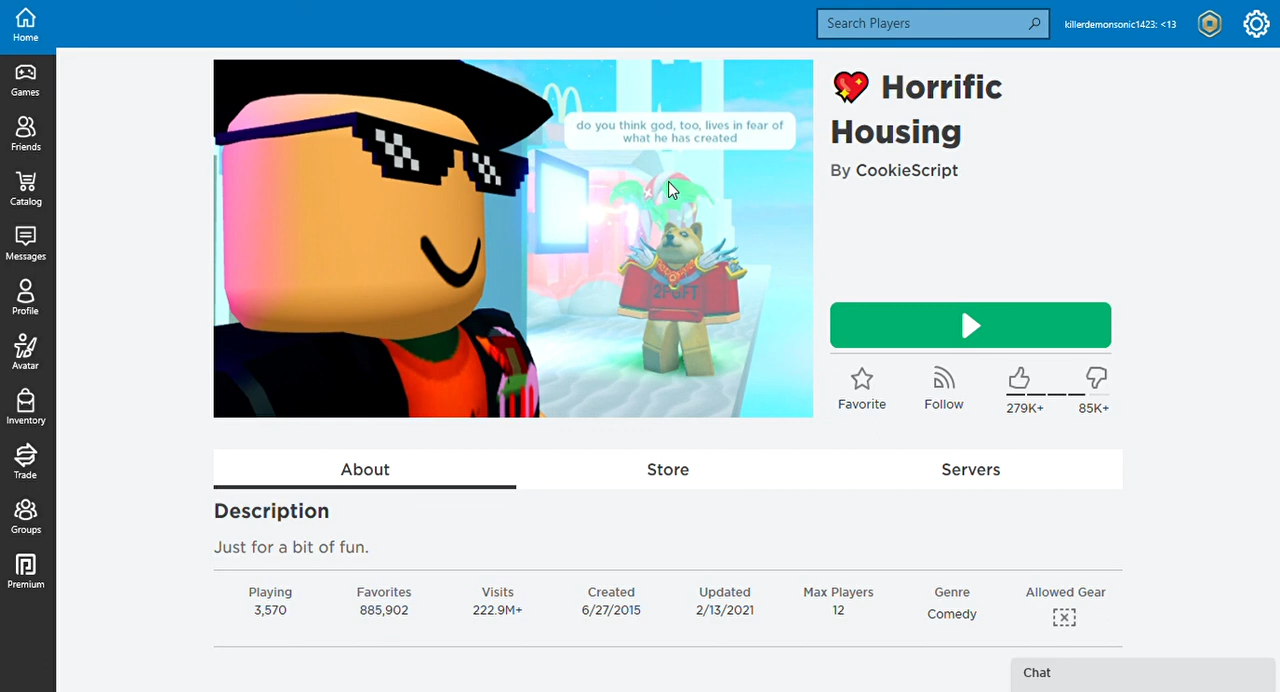 Home
Search Players
killerdemonsonic1423: <13
Games
Friends
Catalog
Messages
Profile
Avatar
Inventory
Trade
Groups
Premium
do you think god, too, lives in fear of
what he has created
2PGFT
Horrific
Housing
By CookieScript
Favorite
Follow
279K+
85K+
About
Store
Servers
Description
Just for a bit of fun.
Playing
3,570
Favorites
885,902
Visits
222.9M+
Created
6/27/2015
Updated
2/13/2021
Max Players
12
Genre
Comedy
Allowed Gear
Chat